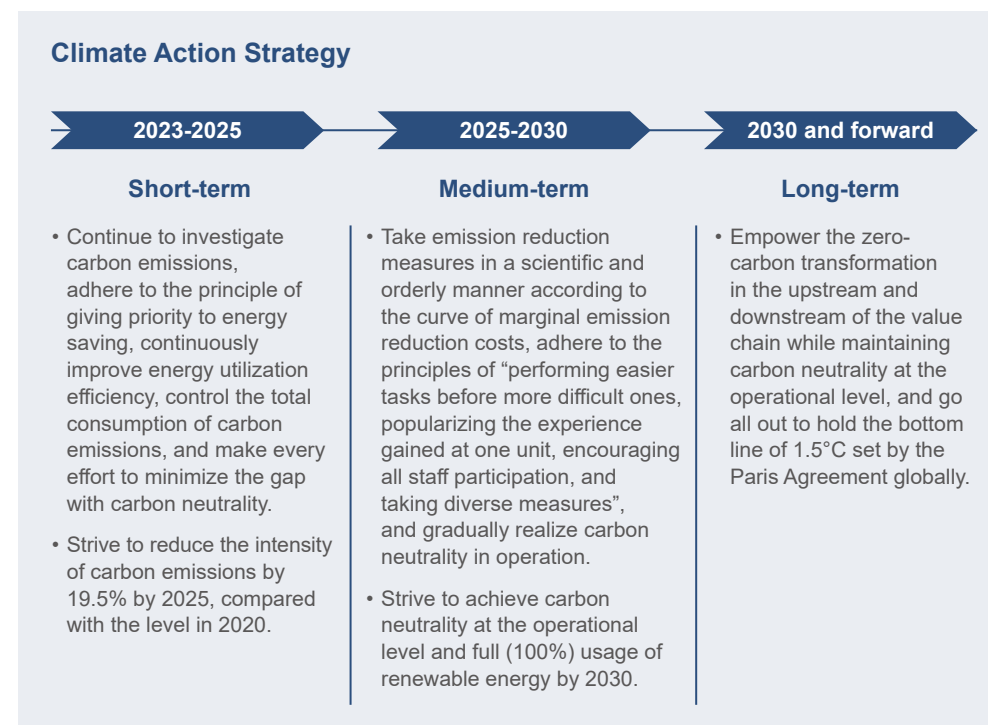 Climate Action Strategy
2023-2025
2025-2030
2030 and forward
Short-term
• Continue to investigate
carbon emissions,
adhere to the principle of
giving priority to energy
saving, continuously
improve energy utilization
efficiency, control the total
consumption of carbon
emissions, and make every
effort to minimize the gap
with carbon neutrality.
• Strive to reduce the intensity
of carbon emissions by
19.5% by 2025, compared
with the level in 2020.
Medium-term
• Take emission reduction
measures in a scientific and
orderly manner according to
the curve of marginal emission
reduction costs, adhere to the
principles of “performing easier
tasks before more difficult ones,
popularizing the experience
gained at one unit, encouraging
all staff participation, and
taking diverse measures”,
and gradually realize carbon
neutrality in operation.
• Strive to achieve carbon
neutrality at the operational
level and full (100%) usage of
renewable energy by 2030.
Long-term
• Empower the zero-
carbon transformation
in the upstream and
downstream of the value
chain while maintaining
carbon neutrality at the
operational level, and go
all out to hold the bottom
line of 1.5°C set by the
Paris Agreement globally.